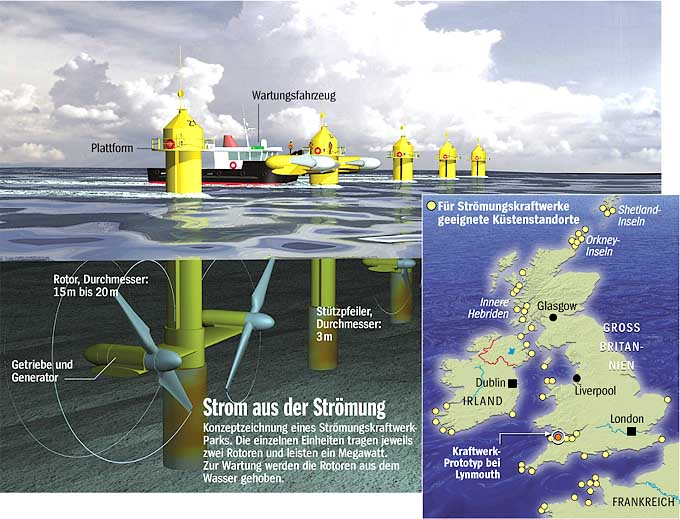 Wartungsfahrzeug
Plattform
Rotor, Durchmesser:
15 m bis 20 m
Stützpfeiler,
Durchmesser:
3 m
Getriebe und
Generator
Strom aus der Strömung
Konzeptzeichnung eines Strömungskraftwerk-
Parks. Die einzelnen Einheiten tragen jeweils
zwei Rotoren und leisten ein Megawatt.
Zur Wartung werden die Rotoren aus dem
Wasser gehoben.
Für Strömungskraftwerke
geeignete Küstenstandorte
Shetland-
Inseln
Orkney-
Inseln
Innere
Hebriden
Glasgow
GROSS
BRITAN-
NIEN
Dublin
IRLAND
Liverpool
London
Kraftwerk-
Prototyp bei
Lynmouth
FRANKREICH